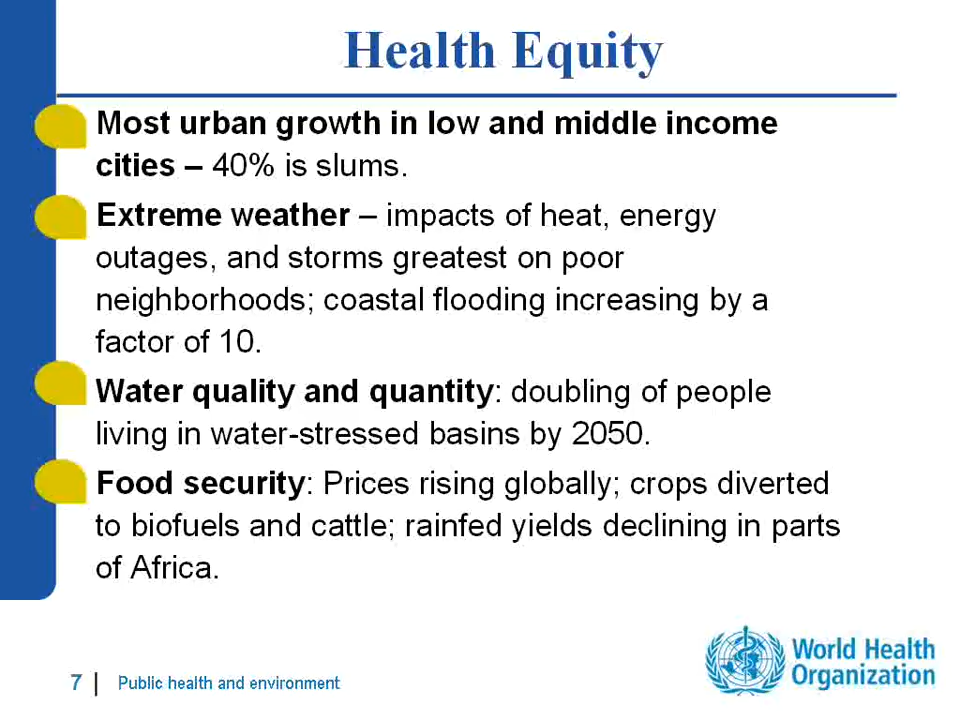 Health Equity
Most urban growth in low and middle income
cities – 40% is slums.
Extreme weather – impacts of heat, energy
outages, and storms greatest on poor
neighborhoods; coastal flooding increasing by a
factor of 10.
Water quality and quantity: doubling of people
living in water-stressed basins by 2050.
Food security: Prices rising globally; crops diverted
to biofuels and cattle; rainfed yields declining in parts
of Africa.
7 | Public health and environment
World Health
Organization